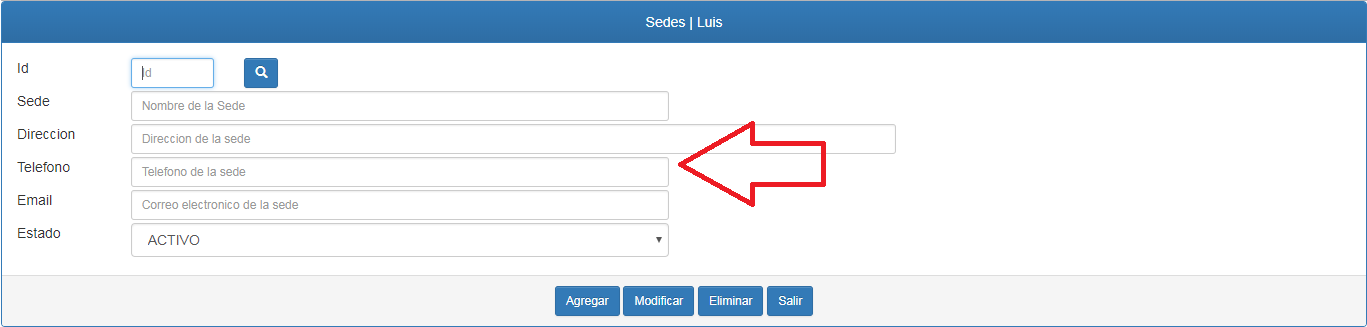 Sedes | Luis
Id Id
Sede Nombre de la Sede
Direccion Direccion de la sede
Telefono Telefono de la sede
Email Correo electronico de la sede
Estado ACTIVO
Agregar Modificar Eliminar Salir